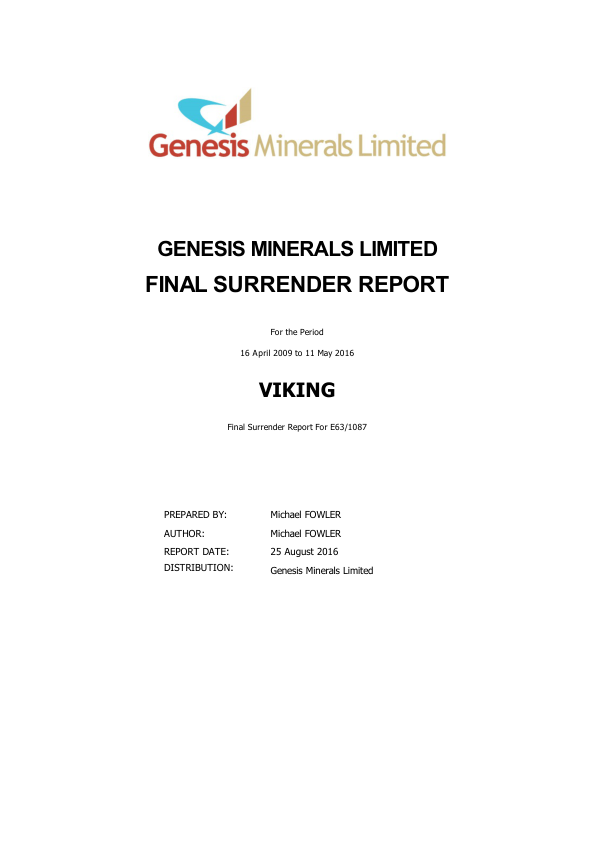 Genesis Minerals Limited
GENESIS MINERALS LIMITED
FINAL SURRENDER REPORT
For the Period
16 April 2009 to 11 May 2016
VIKING
Final Surrender Report For E63/1087
PREPARED BY: Michael FOWLER
AUTHOR: Michael FOWLER
REPORT DATE: 25 August 2016
DISTRIBUTION: Genesis Minerals Limited